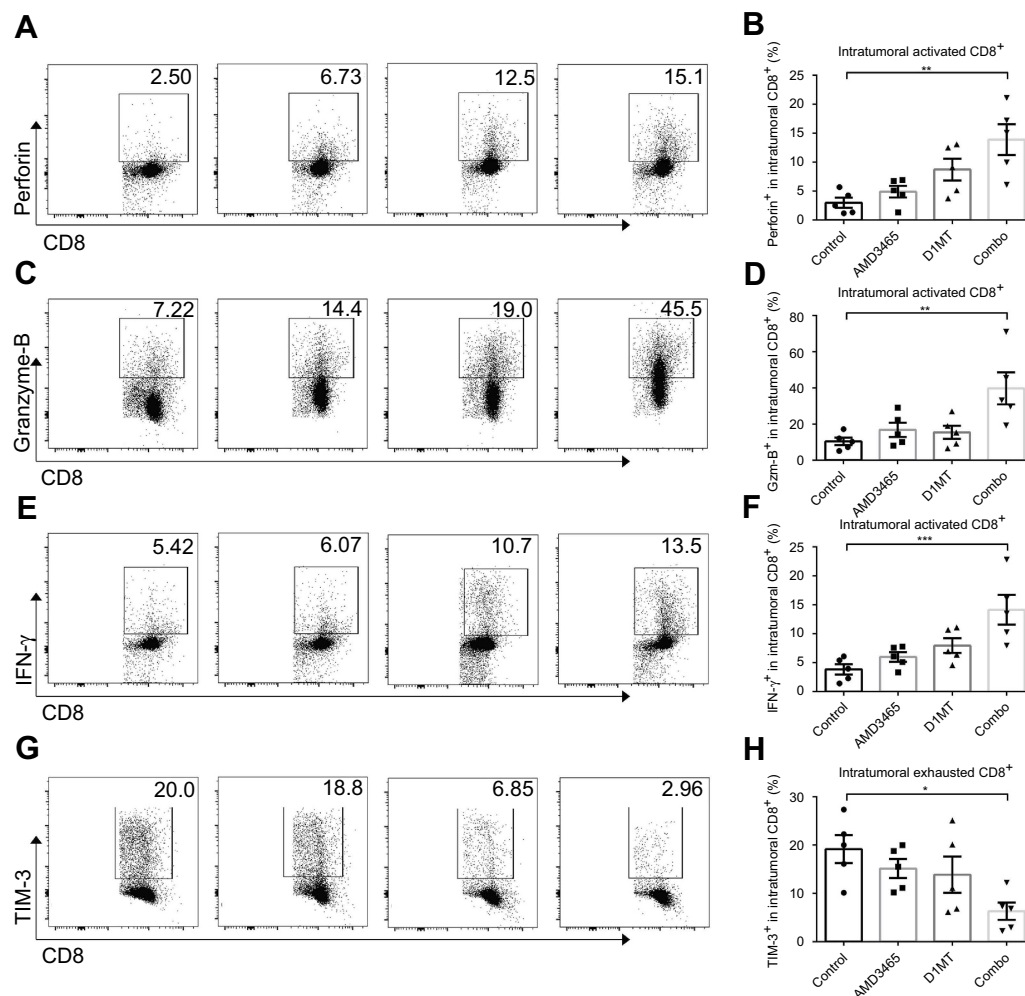 A
2.50
6.73
12.5
15.1
Perforin
CD8
B
Intratumoral activated CD8+
**
Perforin+ in intratumoral CD8+ (%)
25
20
15
10
5
0
Control
AMD3465
D1MT
Combo
C
7.22
14.4
19.0
45.5
Granzyme-B
CD8
D
Intratumoral activated CD8+
**
Gzm-B+ in intratumoral CD8+ (%)
80
60
40
20
0
Control
AMD3465
D1MT
Combo
E
5.42
6.07
10.7
13.5
IFN-γ
CD8
F
Intratumoral activated CD8+
***
IFN-γ+ in intratumoral CD8+ (%)
25
20
15
10
5
0
Control
AMD3465
D1MT
Combo
G
20.0
18.8
6.85
2.96
TIM-3
CD8
H
Intratumoral exhausted CD8+
*
TIM-3+ in intratumoral CD8+ (%)
30
20
10
0
Control
AMD3465
D1MT
Combo